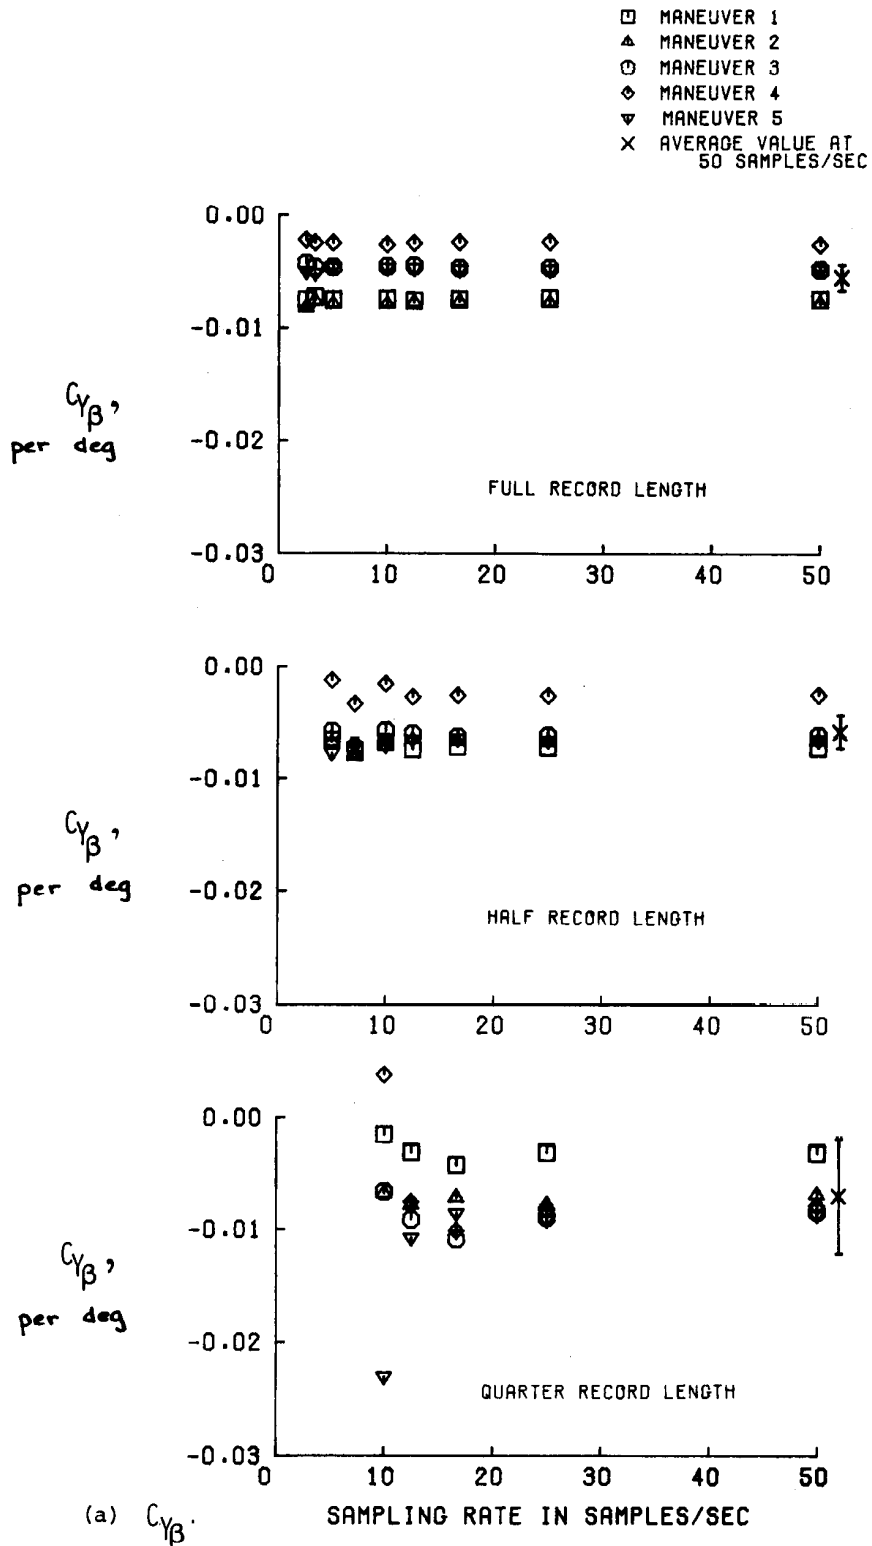 MANEUVER 1
MANEUVER 2
MANEUVER 3
MANEUVER 4
MANEUVER 5
AVERAGE VALUE AT
50 SAMPLES/SEC
0.00
-0.01
-0.02
-0.03
CYβ,
per deg
FULL RECORD LENGTH
0 10 20 30 40 50
0.00
-0.01
-0.02
-0.03
CYβ,
per deg
HALF RECORD LENGTH
0 10 20 30 40 50
0.00
-0.01
-0.02
-0.03
CYβ,
per deg
QUARTER RECORD LENGTH
0 10 20 30 40 50
(a) CYβ.
SAMPLING RATE IN SAMPLES/SEC